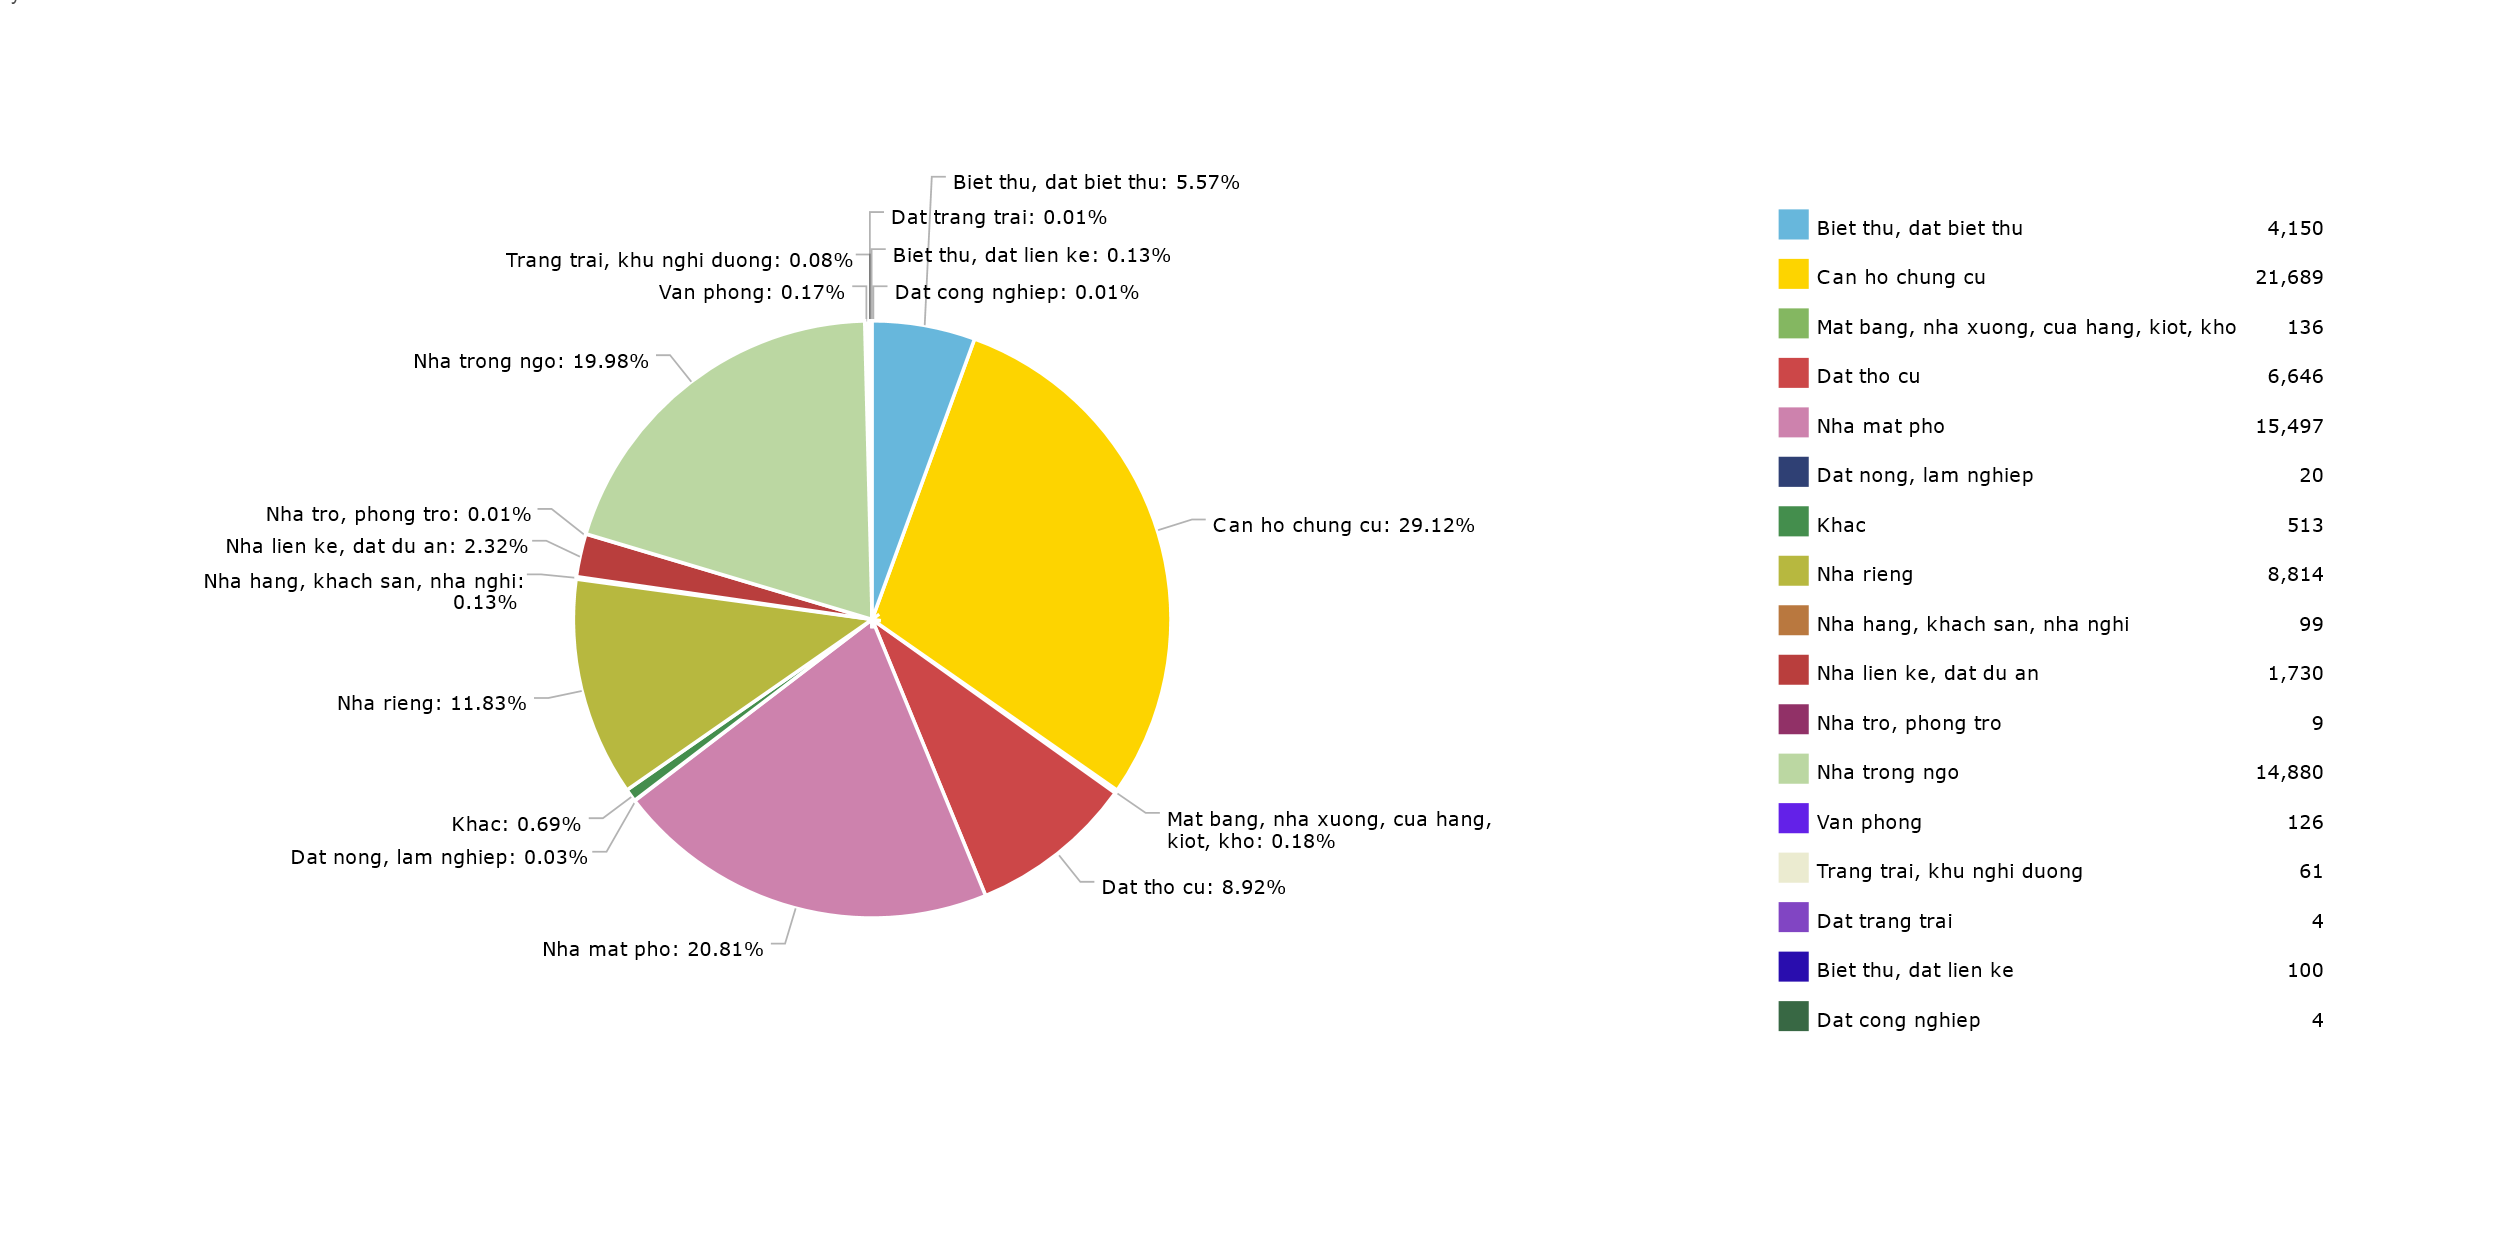 Biet thu, dat biet thu: 5.57%
Dat trang trai: 0.01%
Biet thu, dat lien ke: 0.13%
Trang trai, khu nghi duong: 0.08%
Van phong: 0.17%
Dat cong nghiep: 0.01%
Nha trong ngo: 19.98%
Nha tro, phong tro: 0.01%
Can ho chung cu: 29.12%
Nha lien ke, dat du an: 2.32%
Nha hang, khach san, nha nghi:
0.13%
Nha rieng: 11.83%
Khac: 0.69%
Mat bang, nha xuong, cua hang,
kiot, kho: 0.18%
Dat nong, lam nghiep: 0.03%
Dat tho cu: 8.92%
Nha mat pho: 20.81%
Biet thu, dat biet thu 4,150
Can ho chung cu 21,689
Mat bang, nha xuong, cua hang, kiot, kho 136
Dat tho cu 6,646
Nha mat pho 15,497
Dat nong, lam nghiep 20
Khac 513
Nha rieng 8,814
Nha hang, khach san, nha nghi 99
Nha lien ke, dat du an 1,730
Nha tro, phong tro 9
Nha trong ngo 14,880
Van phong 126
Trang trai, khu nghi duong 61
Dat trang trai 4
Biet thu, dat lien ke 100
Dat cong nghiep 4